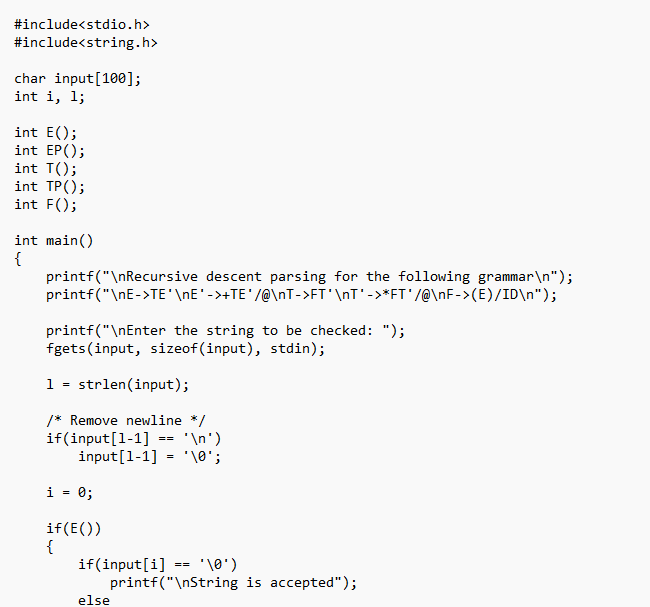 #include<stdio.h>
#include<string.h>
char input[100];
int i, l;
int E();
int EP();
int T();
int TP();
int F();
int main()
{
printf("\nRecursive descent parsing for the following grammar\n");
printf("\nE->TE'\nE'->+TE'/@\nT->FT'\nT'->*FT'/@\nF->(E)/ID\n");
printf("\nEnter the string to be checked: ");
fgets(input, sizeof(input), stdin);
l = strlen(input);
/* Remove newline */
if(input[l-1] == '\n')
input[l-1] = '\0';
i = 0;
if(E())
{
if(input[i] == '\0')
printf("\nString is accepted");
else